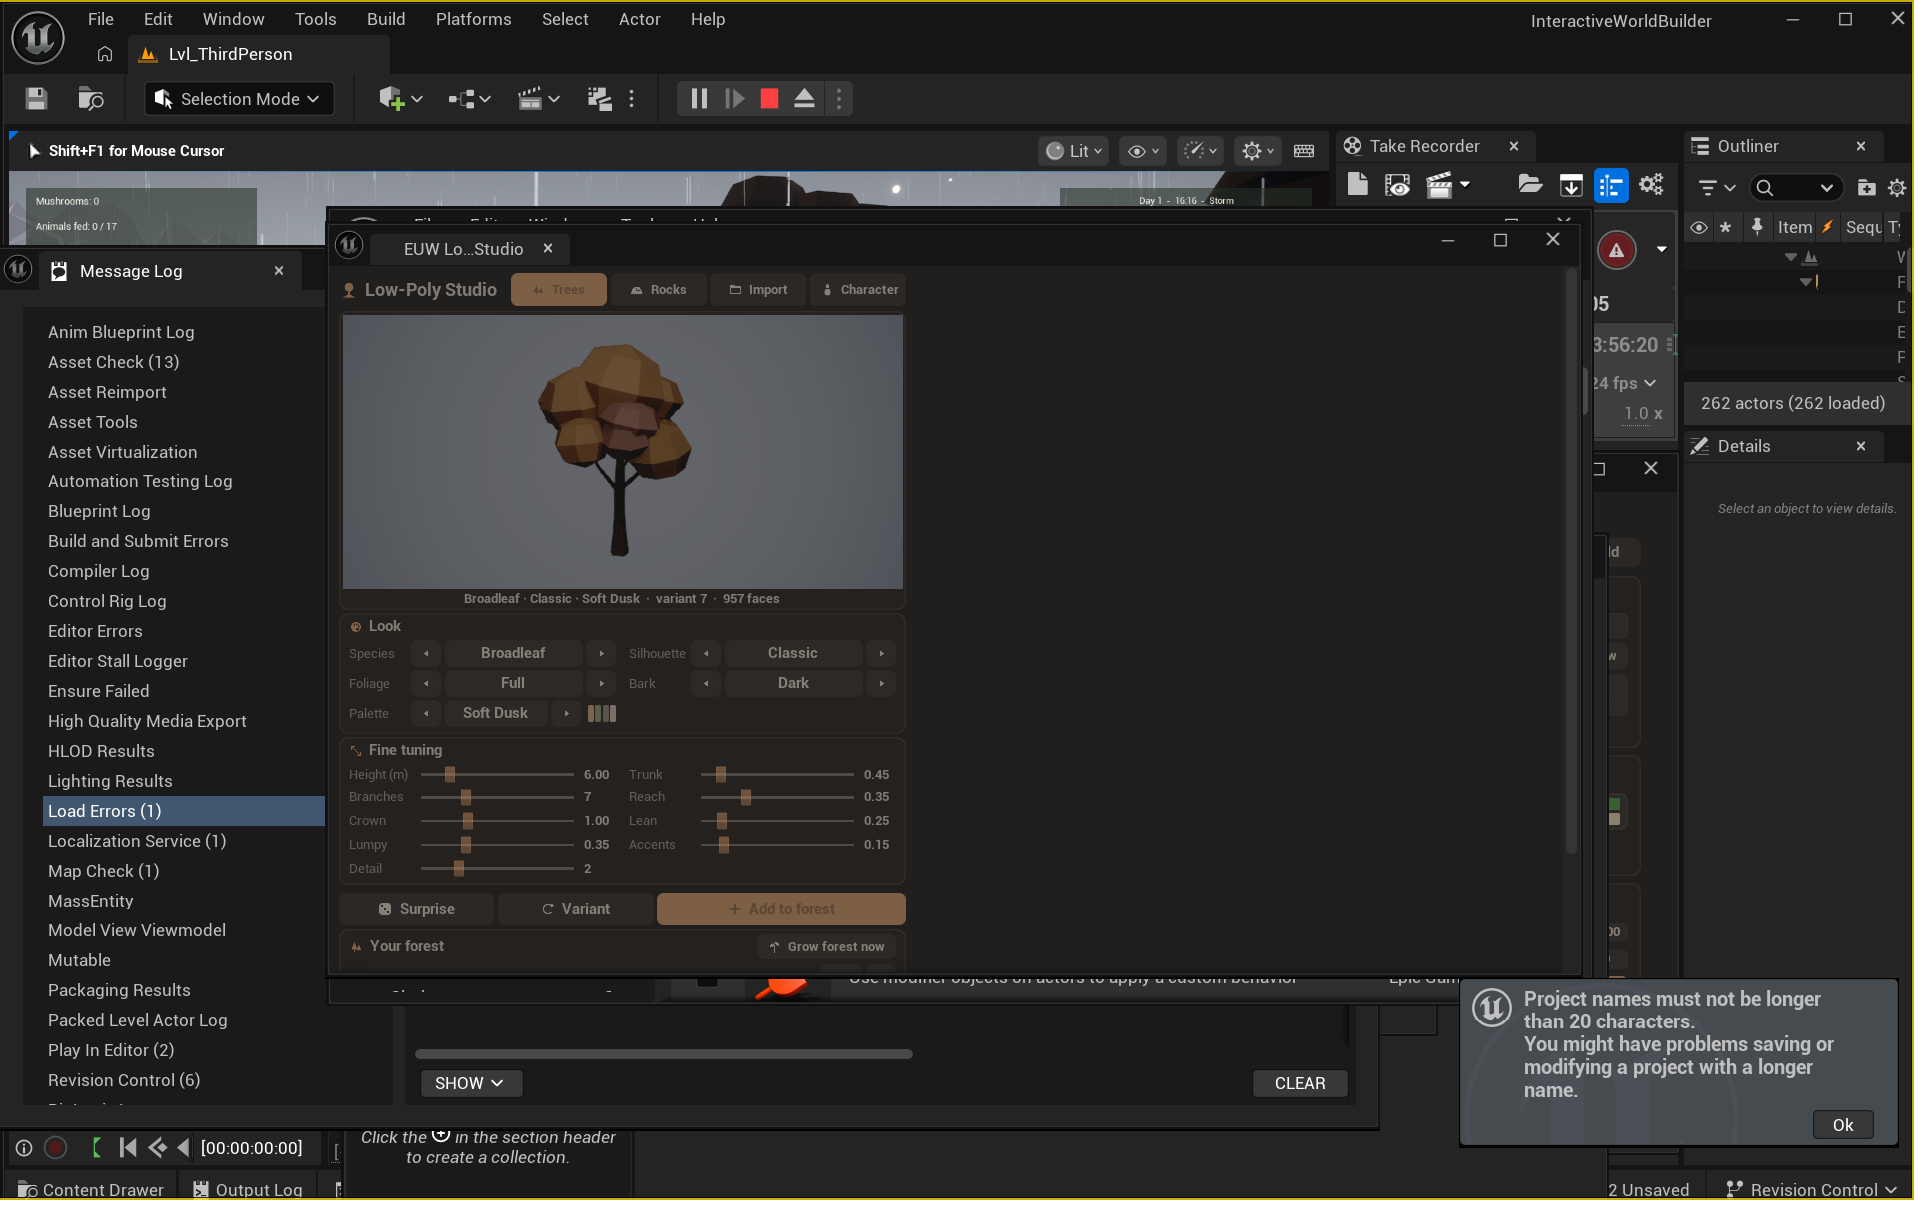 File Edit Window Tools Build Platforms Select Actor Help
InteractiveWorldBuilder
Lvl_ThirdPerson
Selection Mode
Shift+F1 for Mouse Cursor
Lit
Take Recorder
Outliner
Mushrooms: 0
Animals fed: 0 / 17
Day 1 - 16:16 - Storm
Item
Sequ
Message Log
EUW Lo...Studio
Low-Poly Studio
Trees
Rocks
Import
Character
Anim Blueprint Log
Asset Check (13)
Asset Reimport
Asset Tools
Asset Virtualization
Automation Testing Log
Blueprint Log
Build and Submit Errors
Compiler Log
Control Rig Log
Editor Errors
Editor Stall Logger
Ensure Failed
High Quality Media Export
HLOD Results
Lighting Results
Load Errors (1)
Localization Service (1)
Map Check (1)
MassEntity
Model View Viewmodel
Mutable
Packaging Results
Packed Level Actor Log
Play In Editor (2)
Revision Control (6)
Broadleaf · Classic · Soft Dusk · variant 7 · 957 faces
Look
Species Broadleaf Silhouette Classic
Foliage Full Bark Dark
Palette Soft Dusk
Fine tuning
Height (m) 6.00 Trunk 0.45
Branches 7 Reach 0.35
Crown 1.00 Lean 0.25
Lumpy 0.35 Accents 0.15
Detail 2
Surprise
Variant
+ Add to forest
Your forest
Grow forest now
05
3:56:20
24 fps
1.0 x
262 actors (262 loaded)
Details
Select an object to view details.
Use modifier objects on actors to apply a custom behavior
Epic Gam
SHOW
CLEAR
Project names must not be longer
than 20 characters.
You might have problems saving or
modifying a project with a longer
name.
Ok
[00:00:00:00]
Click the in the section header
to create a collection.
Content Drawer
Output Log
2 Unsaved
Revision Control